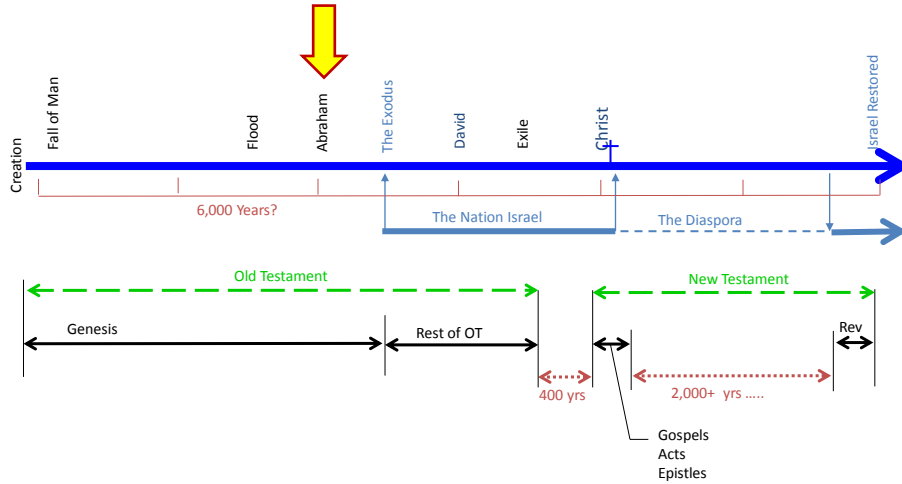 Creation
Fall of Man
Flood
Abraham
The Exodus
David
Exile
Christ
Israel Restored
6,000 Years?
The Nation Israel
The Diaspora
Old Testament
New Testament
Genesis
Rest of OT
Rev
400 yrs
2,000+ yrs .....
Gospels
Acts
Epistles